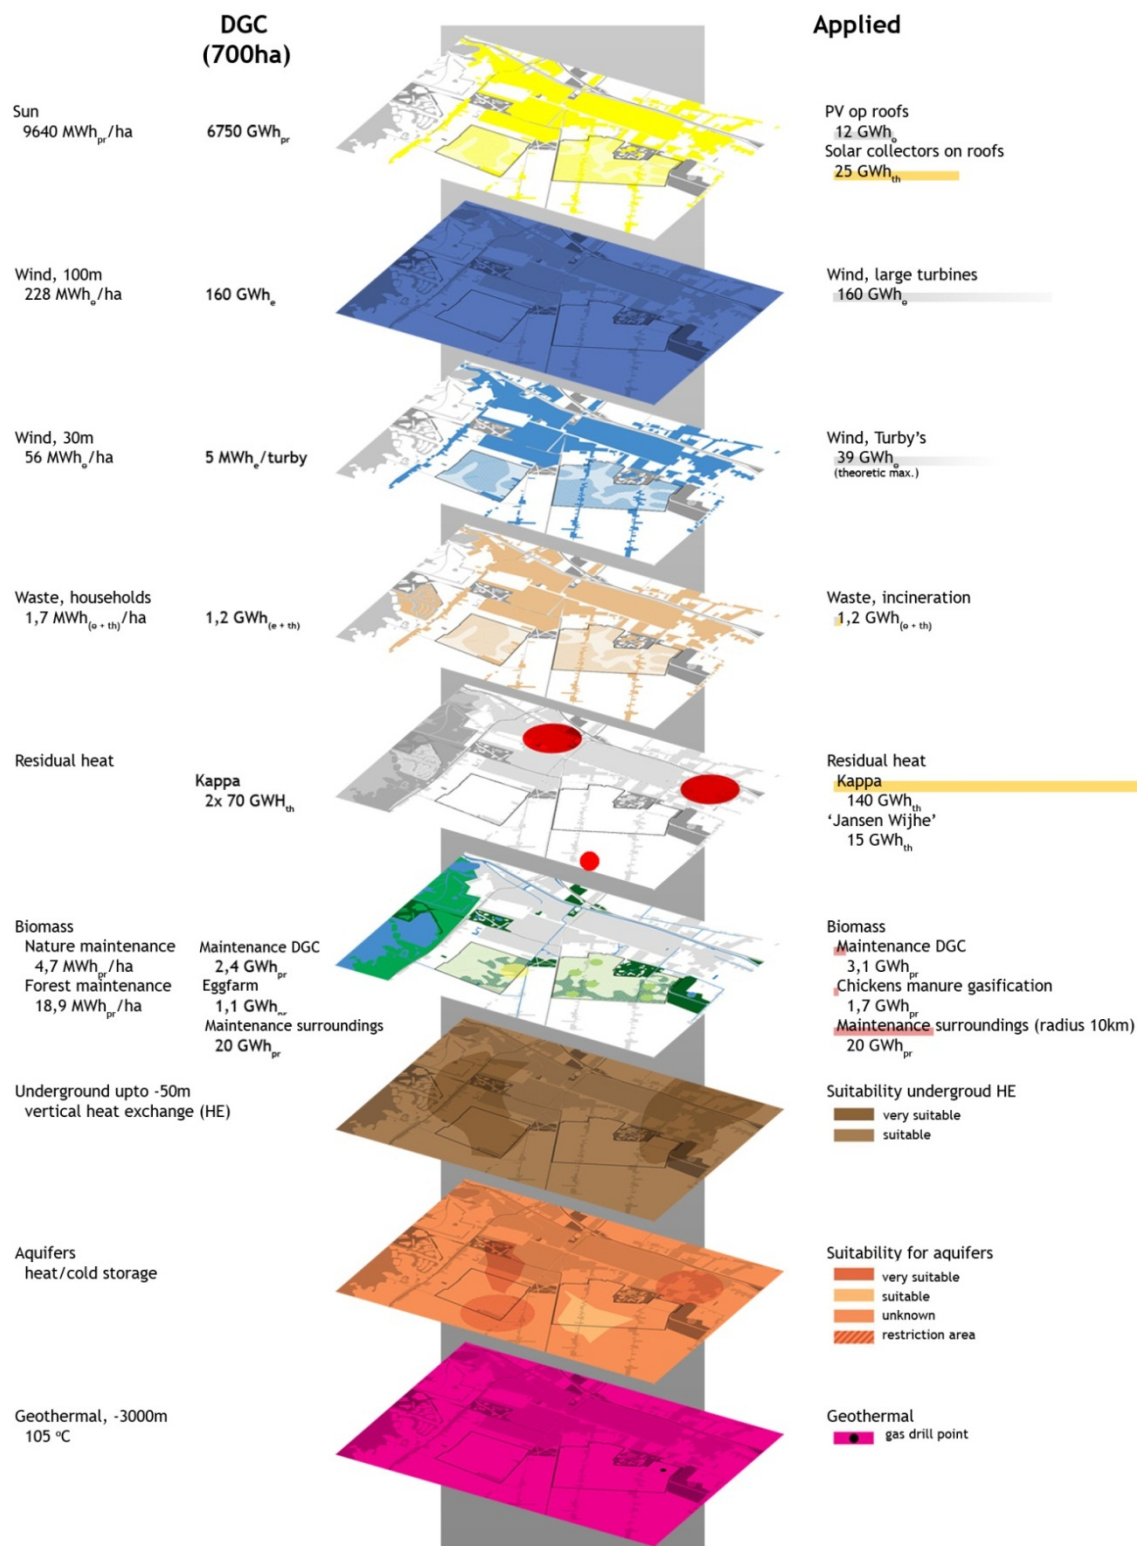 DGC
(700ha)
Applied
Sun
9640 MWhpr/ha
6750 GWhpr
PV op roofs
12 GWhe
Solar collectors on roofs
25 GWhth
Wind, 100m
228 MWhe/ha
160 GWhe
Wind, large turbines
160 GWhe
Wind, 30m
56 MWhe/ha
5 MWhe/turby
Wind, Turby's
39 GWhe
(theoretic max.)
Waste, households
1,7 MWh(e + th)/ha
1,2 GWh(e + th)
Waste, incineration
1,2 GWh(e + th)
Residual heat
Kappa
2x 70 GWHth
Residual heat
Kappa
140 GWhth
‘Jansen Wijhe’
15 GWhth
Biomass
Nature maintenance
4,7 MWhpr/ha
Forest maintenance
18,9 MWhpr/ha
Maintenance DGC
2,4 GWhpr
Eggfarm
1,1 GWhpr
Maintenance surroundings
20 GWhpr
Biomass
Maintenance DGC
3,1 GWhpr
Chickens manure gasification
1,7 GWhpr
Maintenance surroundings (radius 10km)
20 GWhpr
Underground upto -50m
vertical heat exchange (HE)
Suitability undergroud HE
very suitable
suitable
Aquifers
heat/cold storage
Suitability for aquifers
very suitable
suitable
unknown
restriction area
Geothermal, -3000m
105 ºC
Geothermal
gas drill point